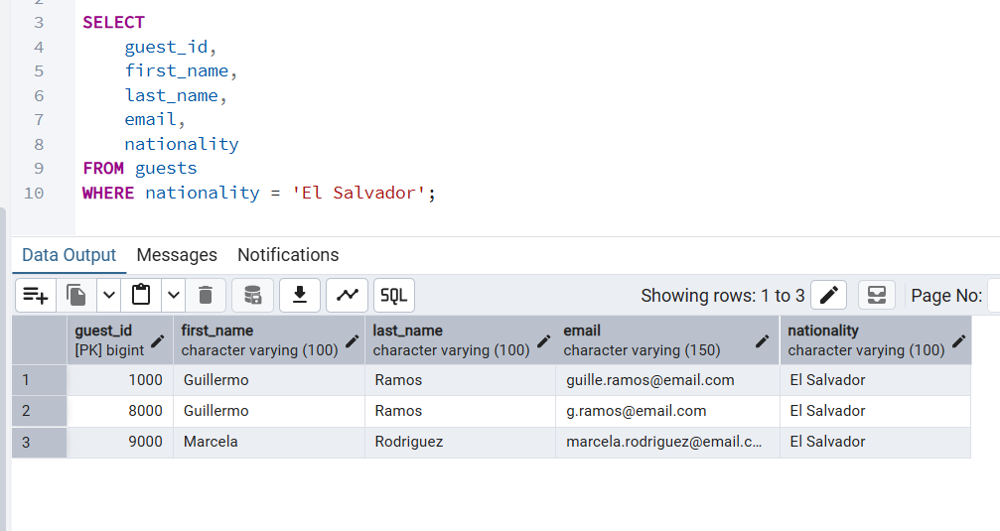 3 SELECT
4 guest_id,
5 first_name,
6 last_name,
7 email,
8 nationality
9 FROM guests
10 WHERE nationality = 'El Salvador';
Data Output Messages Notifications
SQL Showing rows: 1 to 3 Page No:
guest_id first_name last_name email nationality
[PK] bigint character varying (100) character varying (100) character varying (150) character varying (100)
1 1000 Guillermo Ramos guille.ramos@email.com El Salvador
2 8000 Guillermo Ramos g.ramos@email.com El Salvador
3 9000 Marcela Rodriguez marcela.rodriguez@email.c... El Salvador